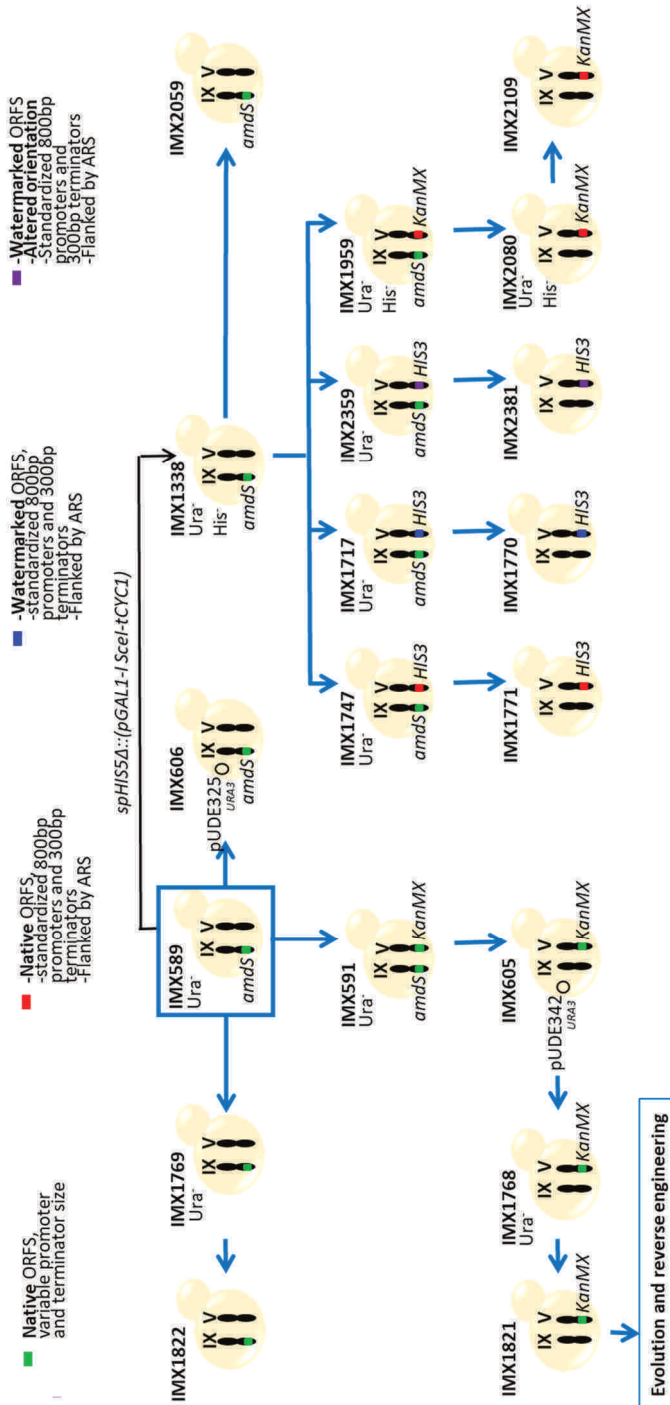 Native ORFS,
variable promoter
and terminator size
-Native ORFS,
-standardized 800bp
promoters and 300bp
terminators
-Flanked by ARS
-Watermarked ORFS,
-standardized 800bp
promoters and 300bp
terminators
-Flanked by ARS
-Watermarked ORFS
-Altered orientation
-Standardized 800bp
promoters and
300bp terminators
-Flanked by ARS
spHIS5Δ::(pGAL1-I SceI-tCYC1)
IMX1822
IX V
IMX1769
Ura-
IX V
IMX589
Ura-
IX V
amdS
IMX606
IX V
pUDE325
URA3
amdS
IMX1338
Ura-
His-
IX V
amdS
IMX2059
IX V
amdS
IMX591
Ura-
IX V
amdS
KanMX
IMX1747
Ura-
IX V
amdS
HIS3
IMX1717
Ura-
IX V
amdS
HIS3
IMX2359
Ura-
IX V
amdS
HIS3
IMX1959
Ura-
His-
IX V
amdS
KanMX
IMX1821
IX V
KanMX
IMX1768
Ura-
IX V
KanMX
IMX605
IX V
pUDE342
URA3
KanMX
IMX1771
IX V
HIS3
IMX1770
IX V
HIS3
IMX2381
IX V
HIS3
IMX2080
Ura-
His-
IX V
KanMX
IMX2109
IX V
KanMX
Evolution and reverse engineering